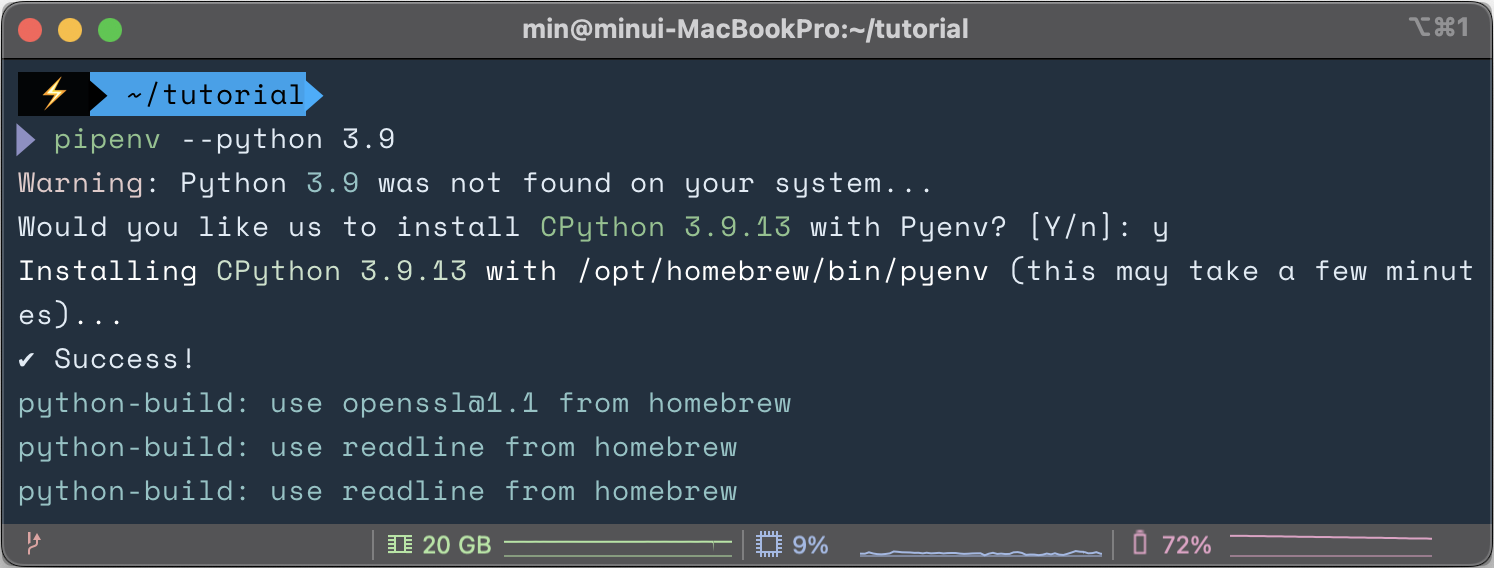 min@minui-MacBookPro:~/tutorial
⌥⌘1
~/tutorial
pipenv --python 3.9
Warning: Python 3.9 was not found on your system...
Would you like us to install CPython 3.9.13 with Pyenv? [Y/n]: y
Installing CPython 3.9.13 with /opt/homebrew/bin/pyenv (this may take a few minut
es)...
✔ Success!
python-build: use openssl@1.1 from homebrew
python-build: use readline from homebrew
python-build: use readline from homebrew
20 GB
9%
72%